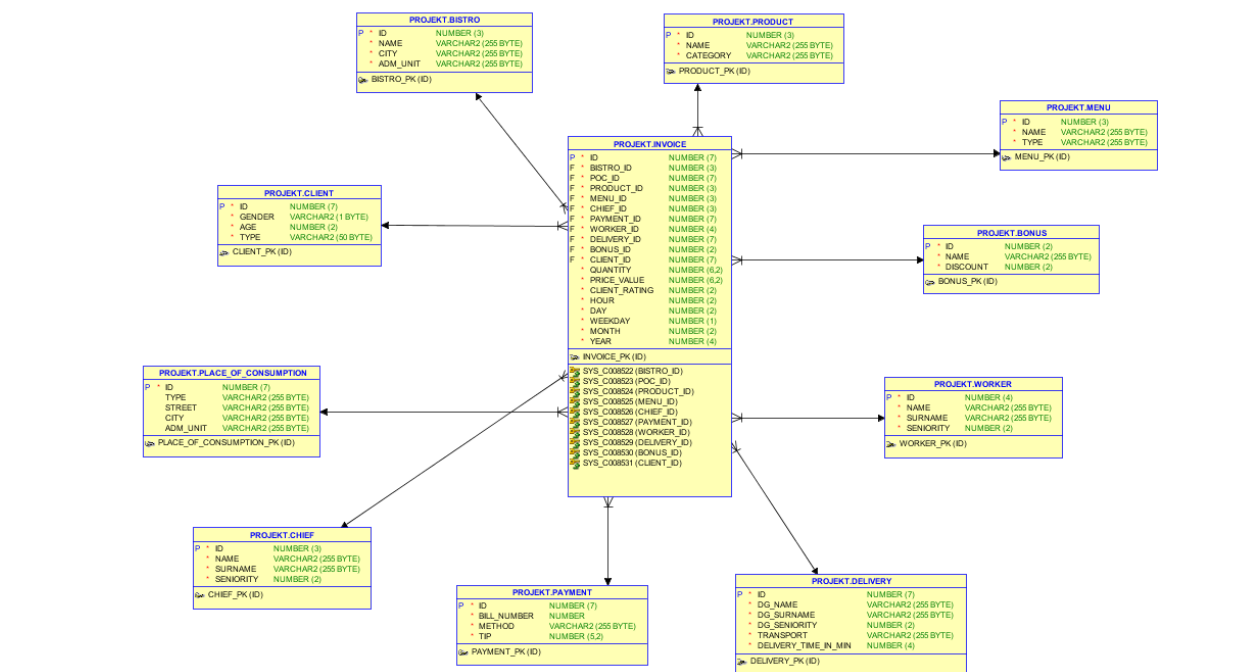 PROJEKT.BISTRO
P * ID NUMBER (3)
* NAME VARCHAR2 (255 BYTE)
* CITY VARCHAR2 (255 BYTE)
* ADM_UNIT VARCHAR2 (255 BYTE)
BISTRO_PK (ID)
PROJEKT.PRODUCT
P * ID NUMBER (3)
* NAME VARCHAR2 (255 BYTE)
* CATEGORY VARCHAR2 (255 BYTE)
PRODUCT_PK (ID)
PROJEKT.MENU
P * ID NUMBER (3)
* NAME VARCHAR2 (255 BYTE)
* TYPE VARCHAR2 (255 BYTE)
MENU_PK (ID)
PROJEKT.INVOICE
P * ID NUMBER (7)
F * BISTRO_ID NUMBER (3)
F * POC_ID NUMBER (7)
F * PRODUCT_ID NUMBER (3)
F * MENU_ID NUMBER (3)
F * CHIEF_ID NUMBER (3)
F * PAYMENT_ID NUMBER (7)
F * WORKER_ID NUMBER (4)
F * DELIVERY_ID NUMBER (7)
F * BONUS_ID NUMBER (2)
F * CLIENT_ID NUMBER (7)
* QUANTITY NUMBER (6,2)
* PRICE_VALUE NUMBER (6,2)
* CLIENT_RATING NUMBER (2)
* HOUR NUMBER (2)
* DAY NUMBER (2)
* WEEKDAY NUMBER (1)
* MONTH NUMBER (2)
* YEAR NUMBER (4)
INVOICE_PK (ID)
SYS_C008522 (BISTRO_ID)
SYS_C008523 (POC_ID)
SYS_C008524 (PRODUCT_ID)
SYS_C008525 (MENU_ID)
SYS_C008526 (CHIEF_ID)
SYS_C008527 (PAYMENT_ID)
SYS_C008528 (WORKER_ID)
SYS_C008529 (DELIVERY_ID)
SYS_C008530 (BONUS_ID)
SYS_C008531 (CLIENT_ID)
PROJEKT.CLIENT
P * ID NUMBER (7)
* GENDER VARCHAR2 (1 BYTE)
* AGE NUMBER (2)
* TYPE VARCHAR2 (50 BYTE)
CLIENT_PK (ID)
PROJEKT.BONUS
P * ID NUMBER (2)
* NAME VARCHAR2 (255 BYTE)
* DISCOUNT NUMBER (2)
BONUS_PK (ID)
PROJEKT.PLACE_OF_CONSUMPTION
P * ID NUMBER (7)
TYPE VARCHAR2 (255 BYTE)
STREET VARCHAR2 (255 BYTE)
CITY VARCHAR2 (255 BYTE)
ADM_UNIT VARCHAR2 (255 BYTE)
PLACE_OF_CONSUMPTION_PK (ID)
PROJEKT.WORKER
P * ID NUMBER (4)
* NAME VARCHAR2 (255 BYTE)
* SURNAME VARCHAR2 (255 BYTE)
* SENIORITY NUMBER (2)
WORKER_PK (ID)
PROJEKT.CHIEF
P * ID NUMBER (3)
* NAME VARCHAR2 (255 BYTE)
* SURNAME VARCHAR2 (255 BYTE)
* SENIORITY NUMBER (2)
CHIEF_PK (ID)
PROJEKT.PAYMENT
P * ID NUMBER (7)
* BILL_NUMBER NUMBER
* METHOD VARCHAR2 (255 BYTE)
* TIP NUMBER (5,2)
PAYMENT_PK (ID)
PROJEKT.DELIVERY
P * ID NUMBER (7)
* DG_NAME VARCHAR2 (255 BYTE)
* DG_SURNAME VARCHAR2 (255 BYTE)
* DG_SENIORITY NUMBER (2)
* TRANSPORT VARCHAR2 (255 BYTE)
* DELIVERY_TIME_IN_MIN NUMBER (4)
DELIVERY_PK (ID)